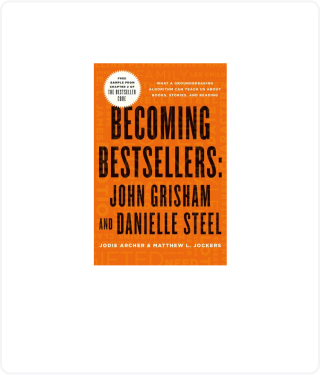 FREE
SAMPLE FROM
CHAPTER 2 OF
THE BESTSELLER
CODE
WHAT A GROUNDBREAKING
ALGORITHM CAN TEACH US ABOUT
BOOKS, STORIES, AND READING
BECOMING
BESTSELLERS:
JOHN GRISHAM
AND DANIELLE STEEL
JODIE ARCHER & MATTHEW L. JOCKERS